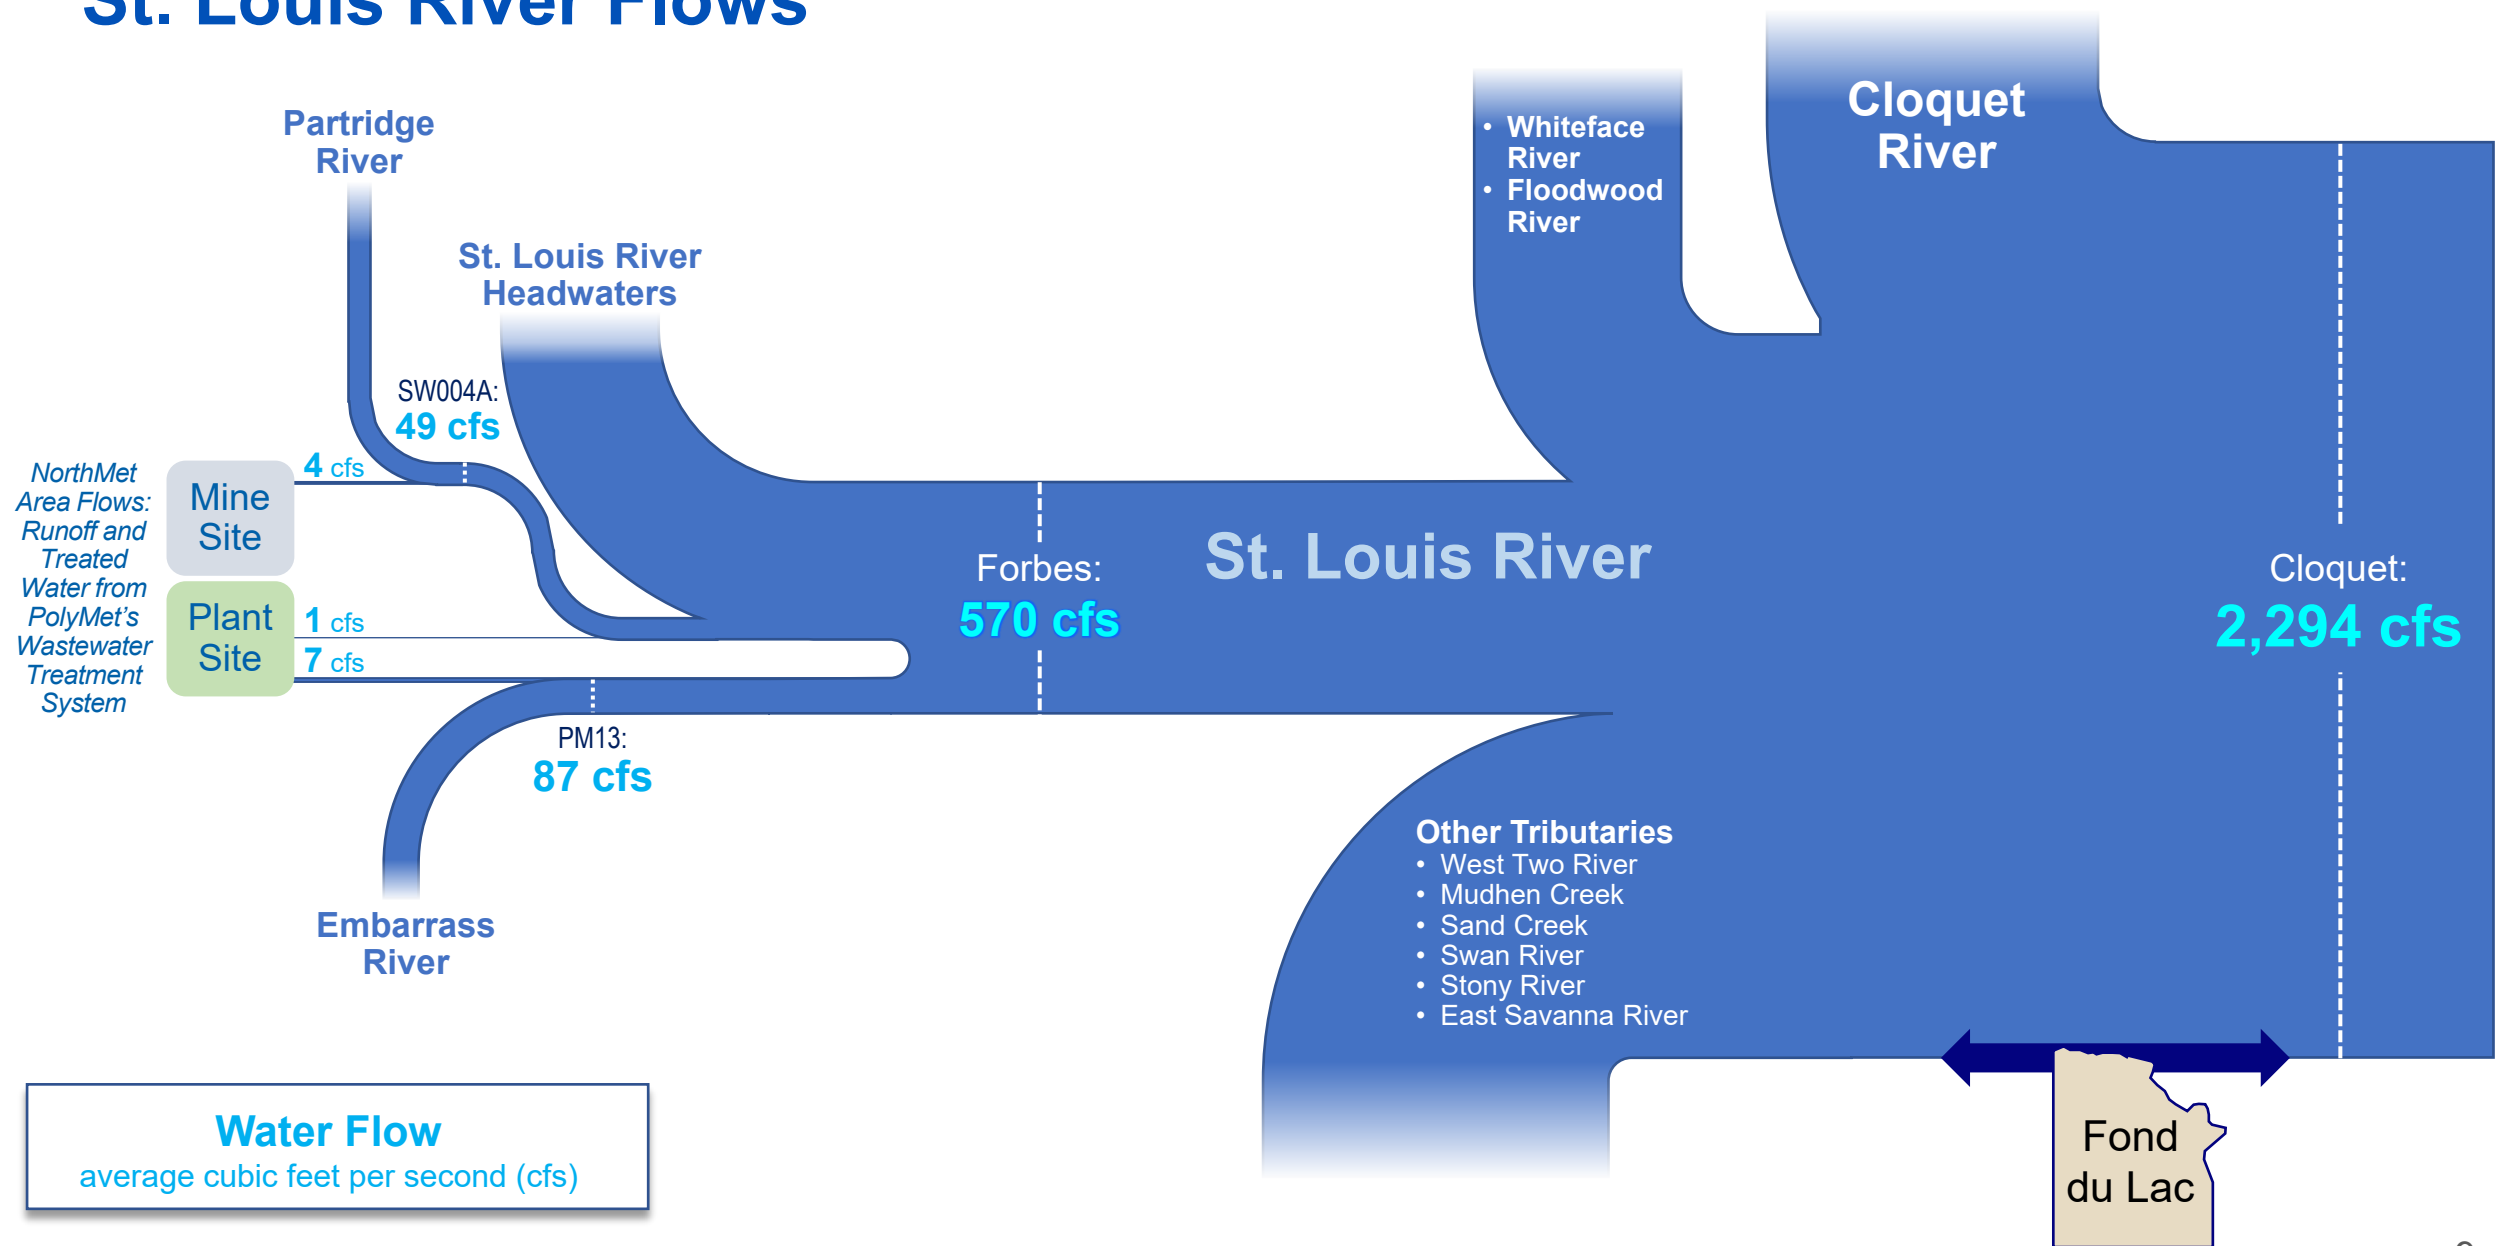 St. Louis River Flows
Partridge
River
St. Louis River
Headwaters
• Whiteface
River
• Floodwood
River
Cloquet
River
SW004A:
49 cfs
NorthMet
Area Flows:
Runoff and
Treated
Water from
PolyMet’s
Wastewater
Treatment
System
Mine
Site
4 cfs
Plant
Site
1 cfs
7 cfs
PM13:
87 cfs
Embarrass
River
Forbes:
570 cfs
St. Louis River
Cloquet:
2,294 cfs
Other Tributaries
• West Two River
• Mudhen Creek
• Sand Creek
• Swan River
• Stony River
• East Savanna River
Fond
du Lac
Water Flow
average cubic feet per second (cfs)